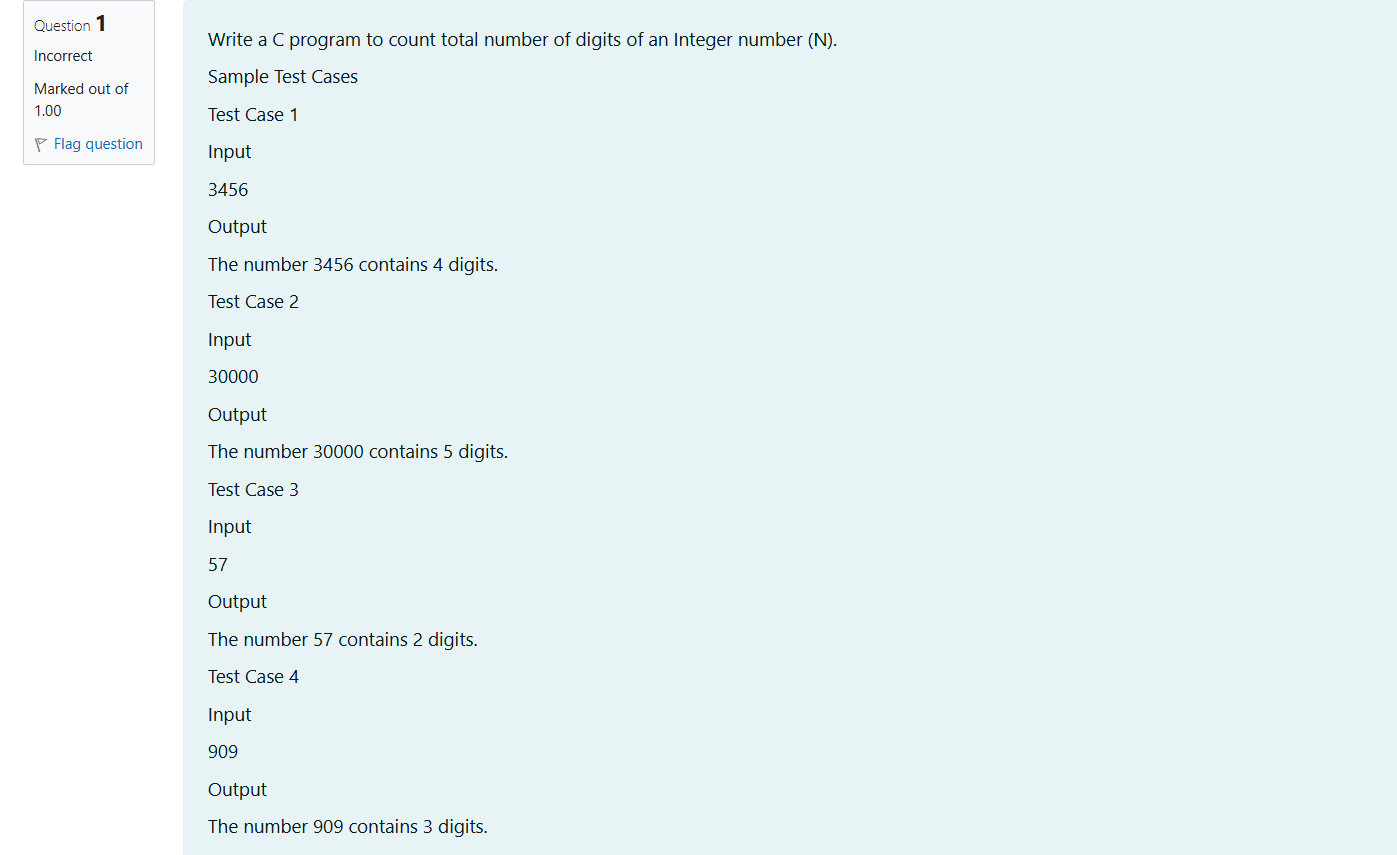 Question 1
Incorrect
Marked out of
1.00
Flag question
Write a C program to count total number of digits of an Integer number (N).
Sample Test Cases
Test Case 1
Input
3456
Output
The number 3456 contains 4 digits.
Test Case 2
Input
30000
Output
The number 30000 contains 5 digits.
Test Case 3
Input
57
Output
The number 57 contains 2 digits.
Test Case 4
Input
909
Output
The number 909 contains 3 digits.